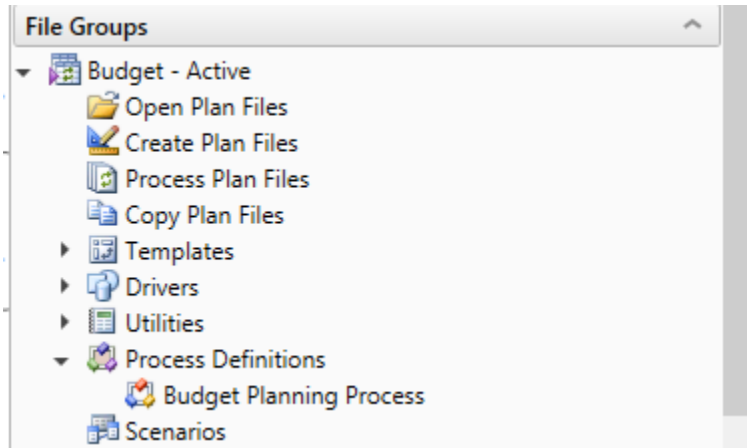 File Groups
Budget - Active
Open Plan Files
Create Plan Files
Process Plan Files
Copy Plan Files
Templates
Drivers
Utilities
Process Definitions
Budget Planning Process
Scenarios